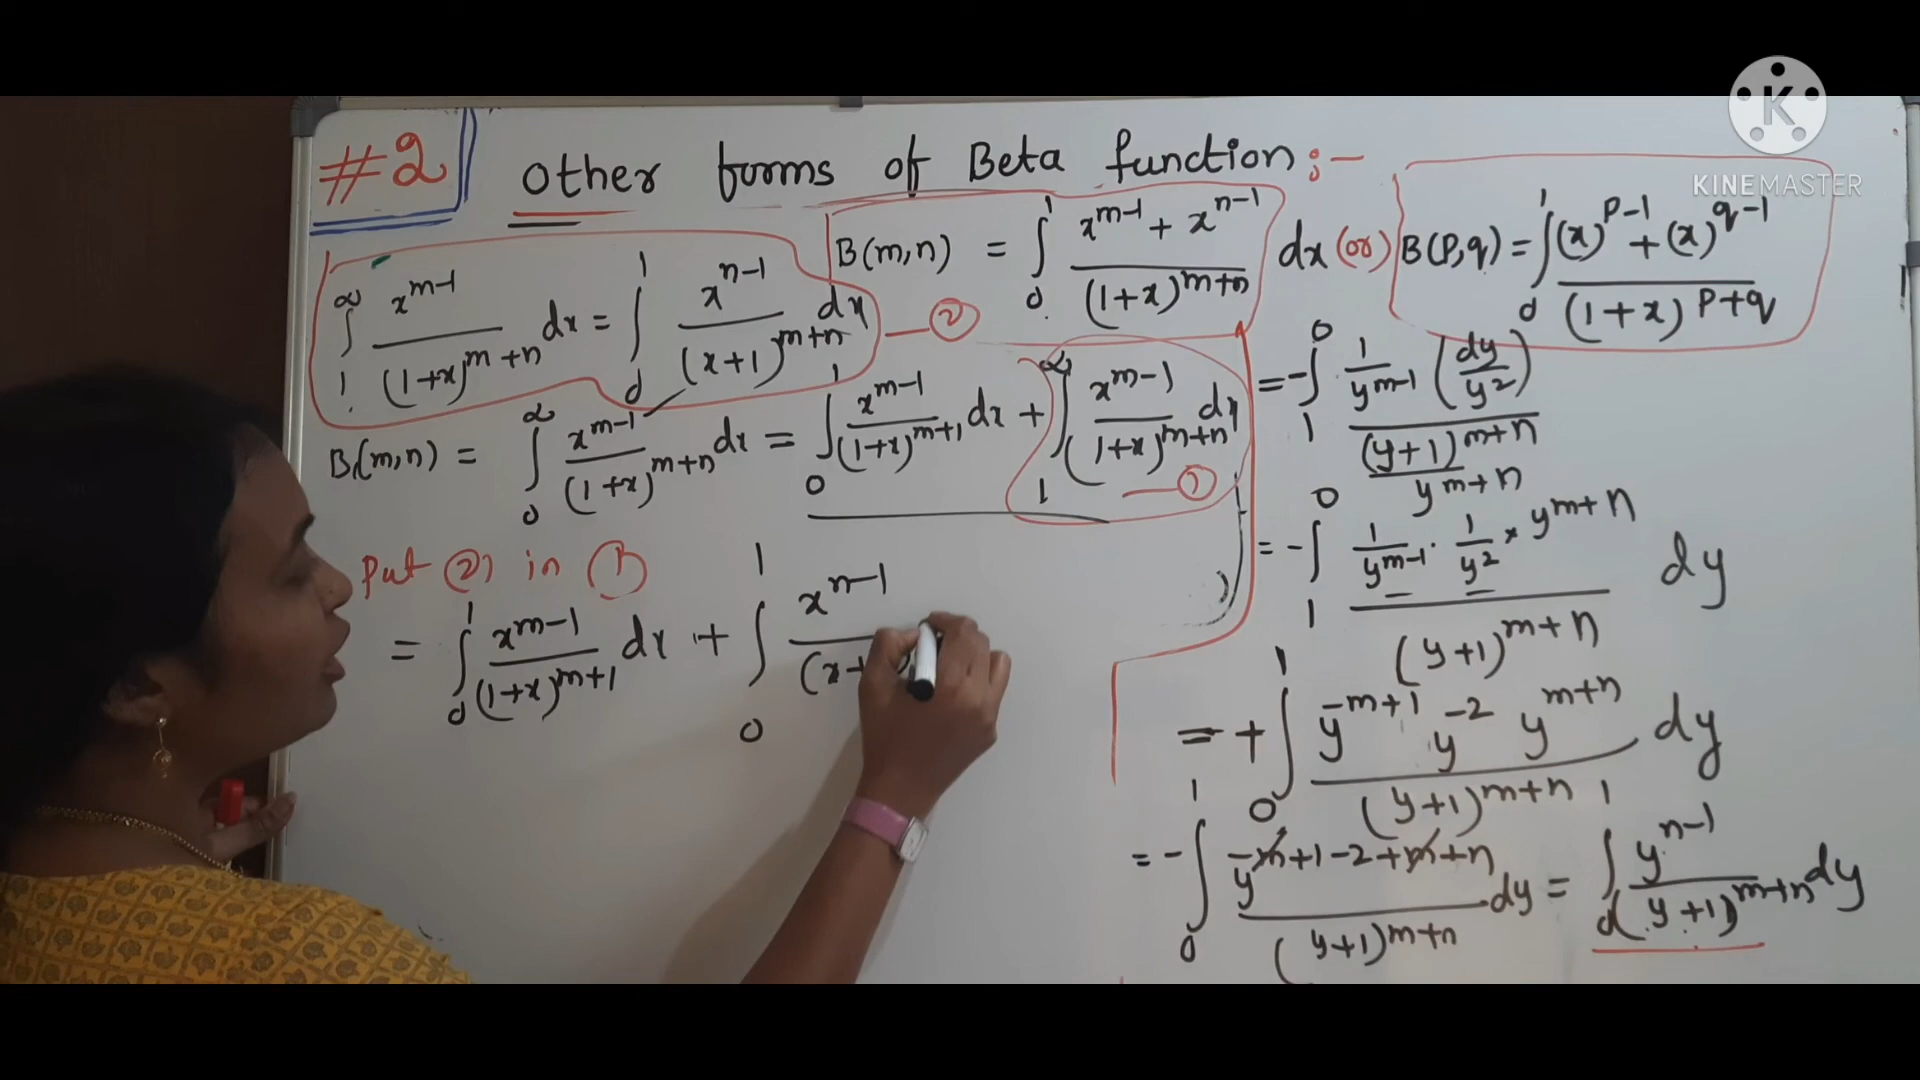 #2 Other forms of Beta function :-
B(m,n) = ∫₀¹ (x^{m-1} + x^{n-1}) / (1+x)^{m+n} dx (or) B(P,q) = ∫₀¹ ((x)^{P-1} + (x)^{q-1}) / (1+x)^{P+q}
∫₁^∞ x^{m-1} / (1+x)^{m+n} dx = ∫₀¹ x^{n-1} / (x+1)^{m+n} dx — ②
B(m,n) = ∫₀^∞ x^{m-1} / (1+x)^{m+n} dx = ∫₀¹ x^{m-1} / (1+x)^{m+1} dx + ∫₁^∞ x^{m-1} / (1+x)^{m+n} dx — ①
Put ② in ①
= ∫₀¹ x^{m-1} / (1+x)^{m+1} dx + ∫₀¹ x^{n-1} / (x+
= -∫₁⁰ (1/y^{m-1} (dy/y²)) / ((y+1)^{m+n} / y^{m+n})
= -∫₁⁰ (1/y^{m-1} · 1/y² × y^{m+n}) / (y+1)^{m+n} dy
= +∫₀¹ (y^{-m+1} y^{-2} y^{m+n}) / (y+1)^{m+n} dy
= -∫₀¹ y^{-m+1-2+m+n} / (y+1)^{m+n} dy = ∫₀¹ y^{n-1} / (y+1)^{m+n} dy
K
KINEMASTER